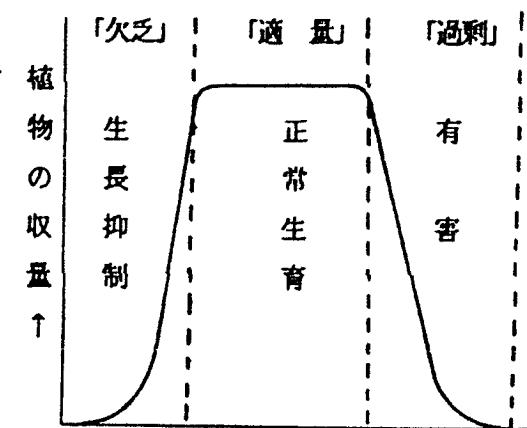 「欠乏」
「適 量」
「過剰」
植物の収量↑
生長抑制
正常生育
有害